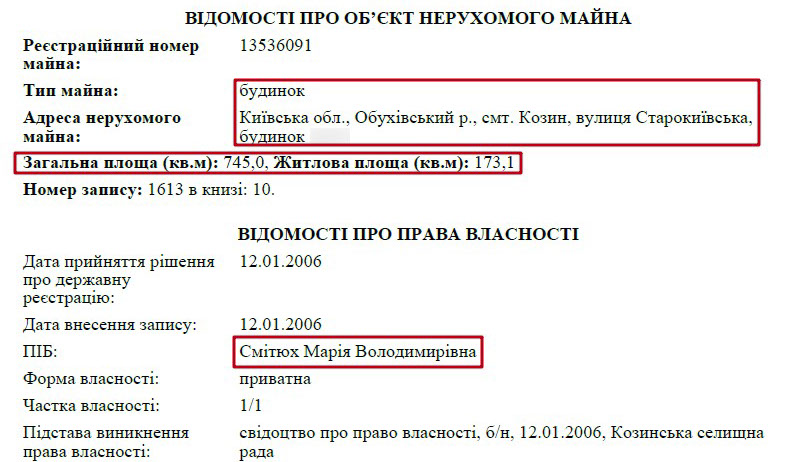 ВІДОМОСТІ ПРО ОБ’ЄКТ НЕРУХОМОГО МАЙНА
Реєстраційний номер 13536091
майна:
Тип майна: будинок
Адреса нерухомого Київська обл., Обухівський р., смт. Козин, вулиця Старокиївська,
майна: будинок
Загальна площа (кв.м): 745,0, Житлова площа (кв.м): 173,1
Номер запису: 1613 в книзі: 10.
ВІДОМОСТІ ПРО ПРАВА ВЛАСНОСТІ
Дата прийняття рішення 12.01.2006
про державну
реєстрацію:
Дата внесення запису: 12.01.2006
ПІБ: Смітюх Марія Володимирівна
Форма власності: приватна
Частка власності: 1/1
Підстава виникнення свідоцтво про право власності, б/н, 12.01.2006, Козинська селищна
права власності: рада